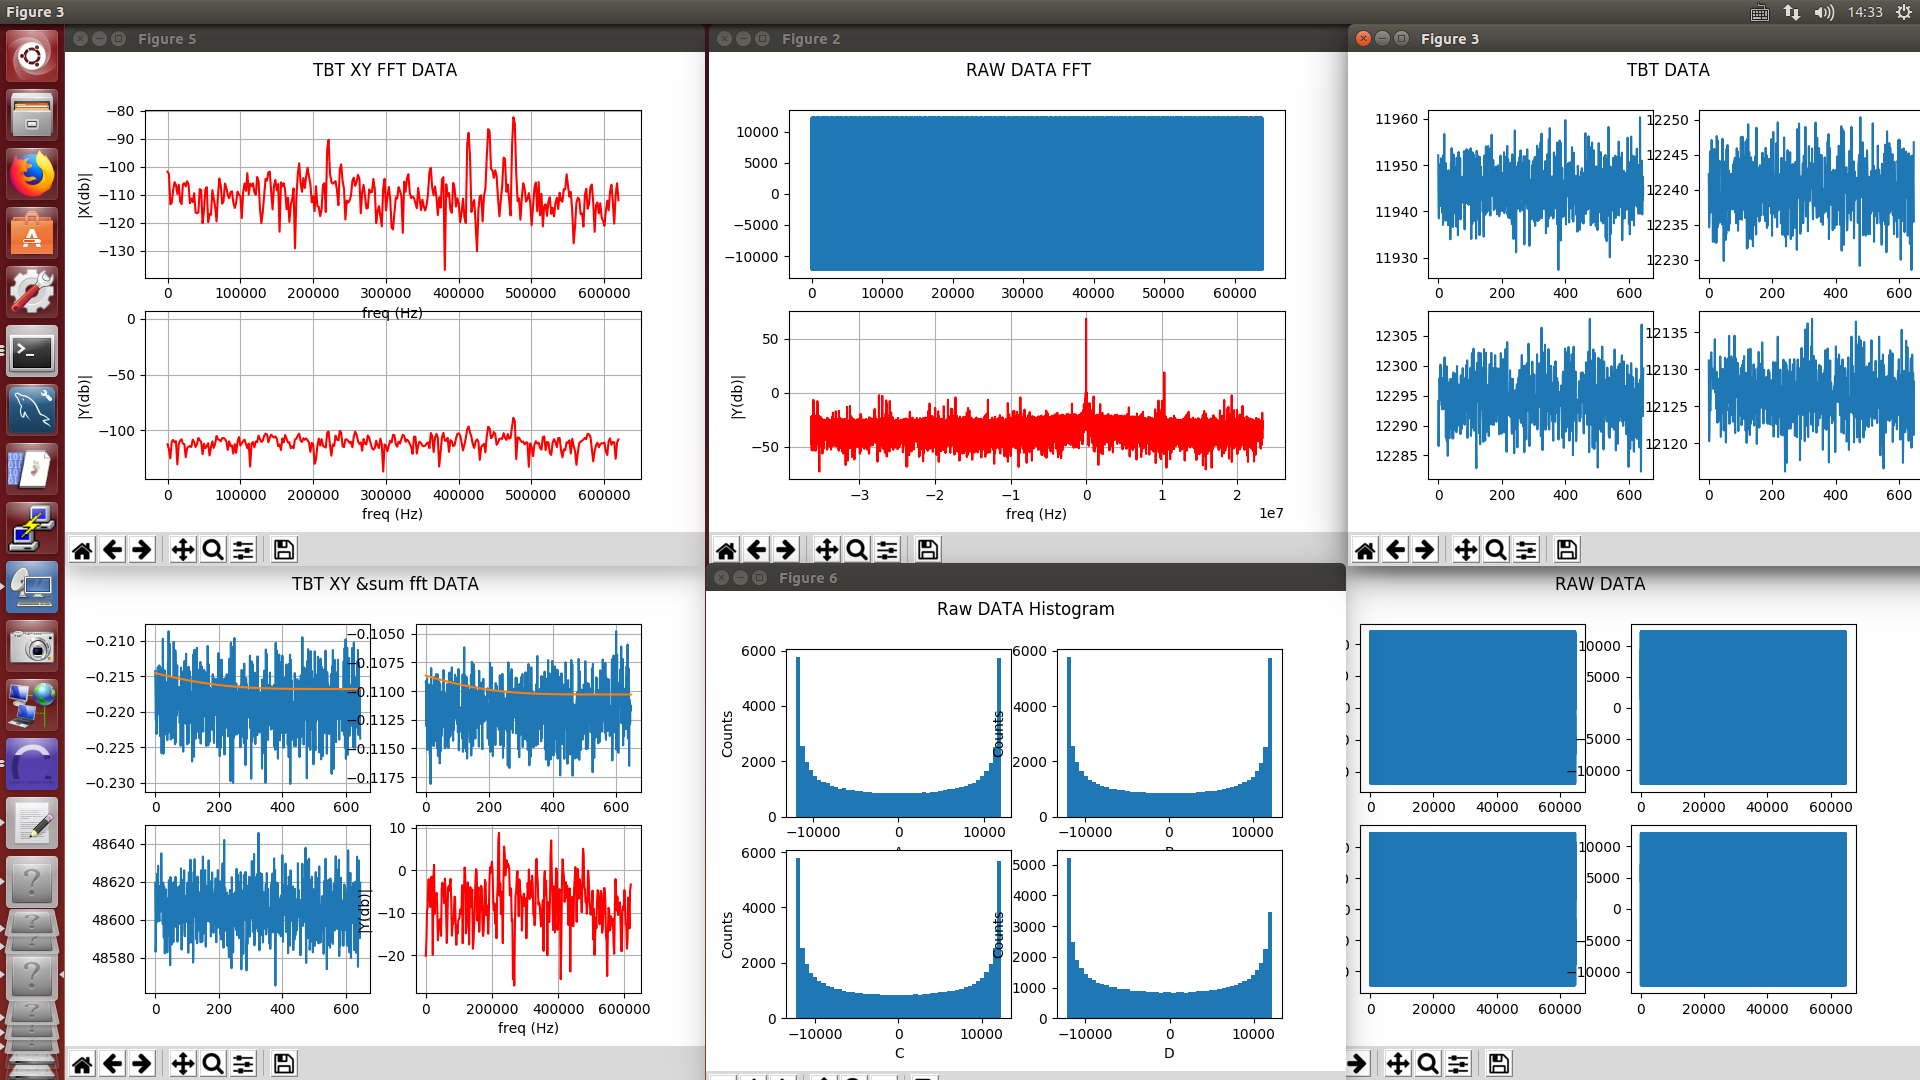 Figure 3
14:33
Figure 5
TBT XY FFT DATA
|X(db)|
−80
−90
−100
−110
−120
−130
0 100000 200000 300000 400000 500000 600000
freq (Hz)
|Y(db)|
0
−50
−100
0 100000 200000 300000 400000 500000 600000
freq (Hz)
Figure 2
RAW DATA FFT
10000
5000
0
−5000
−10000
0 10000 20000 30000 40000 50000 60000
|Y(db)|
50
0
−50
−3 −2 −1 0 1 2
1e7
freq (Hz)
Figure 3
TBT DATA
11960
11950
11940
11930
0 200 400 600
12250
12245
12240
12235
12230
0 200 400 600
12305
12300
12295
12290
12285
0 200 400 600
12135
12130
12125
12120
0 200 400 600
TBT XY &sum fft DATA
−0.210
−0.215
−0.220
−0.225
−0.230
0 200 400 600
−0.1050
−0.1075
−0.1100
−0.1125
−0.1150
−0.1175
0 200 400 600
48640
48620
48600
48580
0 200 400 600
|Y(db)|
10
0
−10
−20
0 200000 400000 600000
freq (Hz)
Figure 6
Raw DATA Histogram
Counts
6000
4000
2000
0
−10000 0 10000
Counts
6000
4000
2000
0
−10000 0 10000
Counts
6000
4000
2000
0
−10000 0 10000
C
Counts
5000
4000
3000
2000
1000
0
−10000 0 10000
D
RAW DATA
0 20000 40000 60000
10000
5000
0
−5000
−10000
0 20000 40000 60000
0 20000 40000 60000
10000
5000
0
−5000
−10000
0 20000 40000 60000